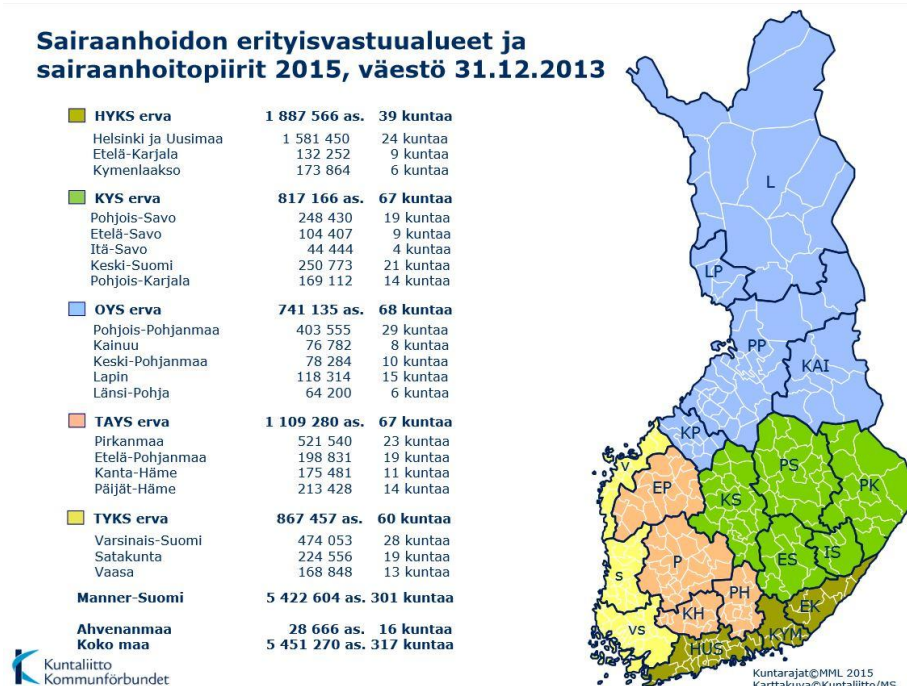 Sairaanhoidon erityisvastuualueet ja
sairaanhoitopiirit 2015, väestö 31.12.2013
HYKS erva 1 887 566 as. 39 kuntaa
Helsinki ja Uusimaa 1 581 450 24 kuntaa
Etelä-Karjala 132 252 9 kuntaa
Kymenlaakso 173 864 6 kuntaa
KYS erva 817 166 as. 67 kuntaa
Pohjois-Savo 248 430 19 kuntaa
Etelä-Savo 104 407 9 kuntaa
Itä-Savo 44 444 4 kuntaa
Keski-Suomi 250 773 21 kuntaa
Pohjois-Karjala 169 112 14 kuntaa
OYS erva 741 135 as. 68 kuntaa
Pohjois-Pohjanmaa 403 555 29 kuntaa
Kainuu 76 782 8 kuntaa
Keski-Pohjanmaa 78 284 10 kuntaa
Lapin 118 314 15 kuntaa
Länsi-Pohja 64 200 6 kuntaa
TAYS erva 1 109 280 as. 67 kuntaa
Pirkanmaa 521 540 23 kuntaa
Etelä-Pohjanmaa 198 831 19 kuntaa
Kanta-Häme 175 481 11 kuntaa
Päijät-Häme 213 428 14 kuntaa
TYKS erva 867 457 as. 60 kuntaa
Varsinais-Suomi 474 053 28 kuntaa
Satakunta 224 556 19 kuntaa
Vaasa 168 848 13 kuntaa
Manner-Suomi 5 422 604 as. 301 kuntaa
Ahvenanmaa 28 666 as. 16 kuntaa
Koko maa 5 451 270 as. 317 kuntaa
Kuntaliitto
Kommunförbundet
L
LP
PP
KAI
KP
V
EP
KS
PS
PK
S
P
ES
IS
PH
KH
VS
EK
KYM
HUS
Kuntarajat©MML 2015
Karttakuva©Kuntaliitto/MS